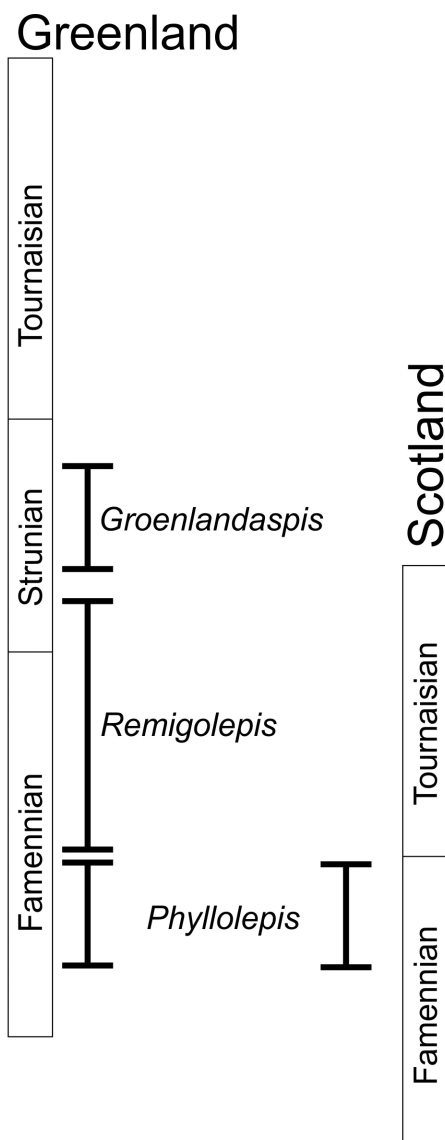 Greenland
Tournaisian
Strunian
Famennian
Groenlandaspis
Remigolepis
Phyllolepis
Scotland
Tournaisian
Famennian